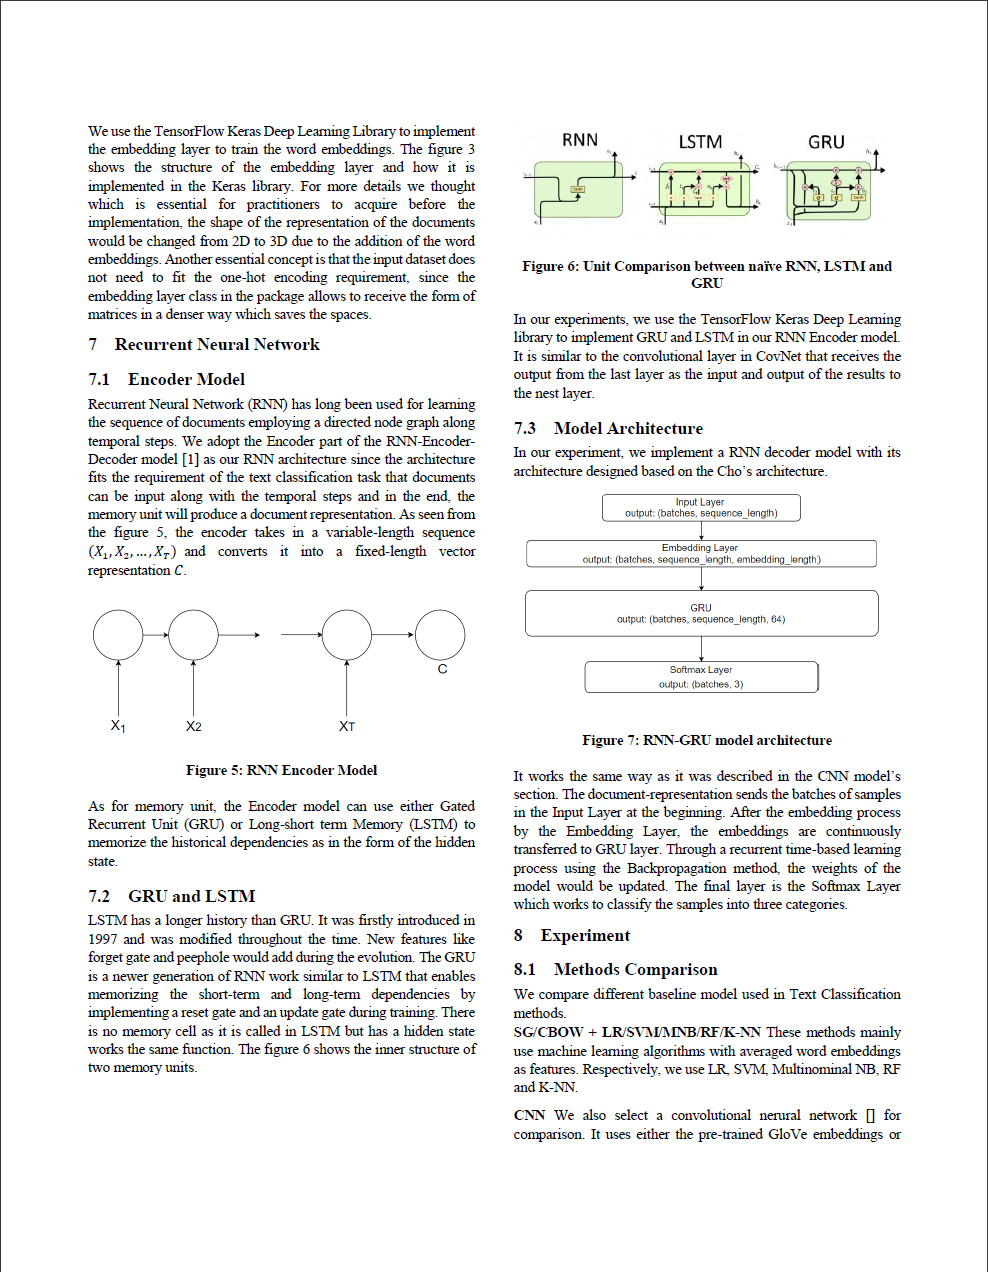 We use the TensorFlow Keras Deep Learning Library to implement
the embedding layer to train the word embeddings. The figure 3
shows the structure of the embedding layer and how it is
implemented in the Keras library. For more details we thought
which is essential for practitioners to acquire before the
implementation, the shape of the representation of the documents
would be changed from 2D to 3D due to the addition of the word
embeddings. Another essential concept is that the input dataset does
not need to fit the one-hot encoding requirement, since the
embedding layer class in the package allows to receive the form of
matrices in a denser way which saves the spaces.
7 Recurrent Neural Network
7.1 Encoder Model
Recurrent Neural Network (RNN) has long been used for learning
the sequence of documents employing a directed node graph along
temporal steps. We adopt the Encoder part of the RNN-Encoder-
Decoder model [1] as our RNN architecture since the architecture
fits the requirement of the text classification task that documents
can be input along with the temporal steps and in the end, the
memory unit will produce a document representation. As seen from
the figure 5, the encoder takes in a variable-length sequence
(X₁, X₂, ..., X_T) and converts it into a fixed-length vector
representation C.
C
X1
X2
XT
Figure 5: RNN Encoder Model
As for memory unit, the Encoder model can use either Gated
Recurrent Unit (GRU) or Long-short term Memory (LSTM) to
memorize the historical dependencies as in the form of the hidden
state.
7.2 GRU and LSTM
LSTM has a longer history than GRU. It was firstly introduced in
1997 and was modified throughout the time. New features like
forget gate and peephole would add during the evolution. The GRU
is a newer generation of RNN work similar to LSTM that enables
memorizing the short-term and long-term dependencies by
implementing a reset gate and an update gate during training. There
is no memory cell as it is called in LSTM but has a hidden state
works the same function. The figure 6 shows the inner structure of
two memory units.
RNN LSTM GRU
tanh
Figure 6: Unit Comparison between naïve RNN, LSTM and
GRU
In our experiments, we use the TensorFlow Keras Deep Learning
library to implement GRU and LSTM in our RNN Encoder model.
It is similar to the convolutional layer in CovNet that receives the
output from the last layer as the input and output of the results to
the nest layer.
7.3 Model Architecture
In our experiment, we implement a RNN decoder model with its
architecture designed based on the Cho's architecture.
Input Layer
output: (batches, sequence_length)
Embedding Layer
output: (batches, sequence_length, embedding_length)
GRU
output: (batches, sequence_length, 64)
Softmax Layer
output: (batches, 3)
Figure 7: RNN-GRU model architecture
It works the same way as it was described in the CNN model's
section. The document-representation sends the batches of samples
in the Input Layer at the beginning. After the embedding process
by the Embedding Layer, the embeddings are continuously
transferred to GRU layer. Through a recurrent time-based learning
process using the Backpropagation method, the weights of the
model would be updated. The final layer is the Softmax Layer
which works to classify the samples into three categories.
8 Experiment
8.1 Methods Comparison
We compare different baseline model used in Text Classification
methods.
SG/CBOW + LR/SVM/MNB/RF/K-NN These methods mainly
use machine learning algorithms with averaged word embeddings
as features. Respectively, we use LR, SVM, Multinominal NB, RF
and K-NN.
CNN We also select a convolutional nerural network [] for
comparison. It uses either the pre-trained GloVe embeddings or